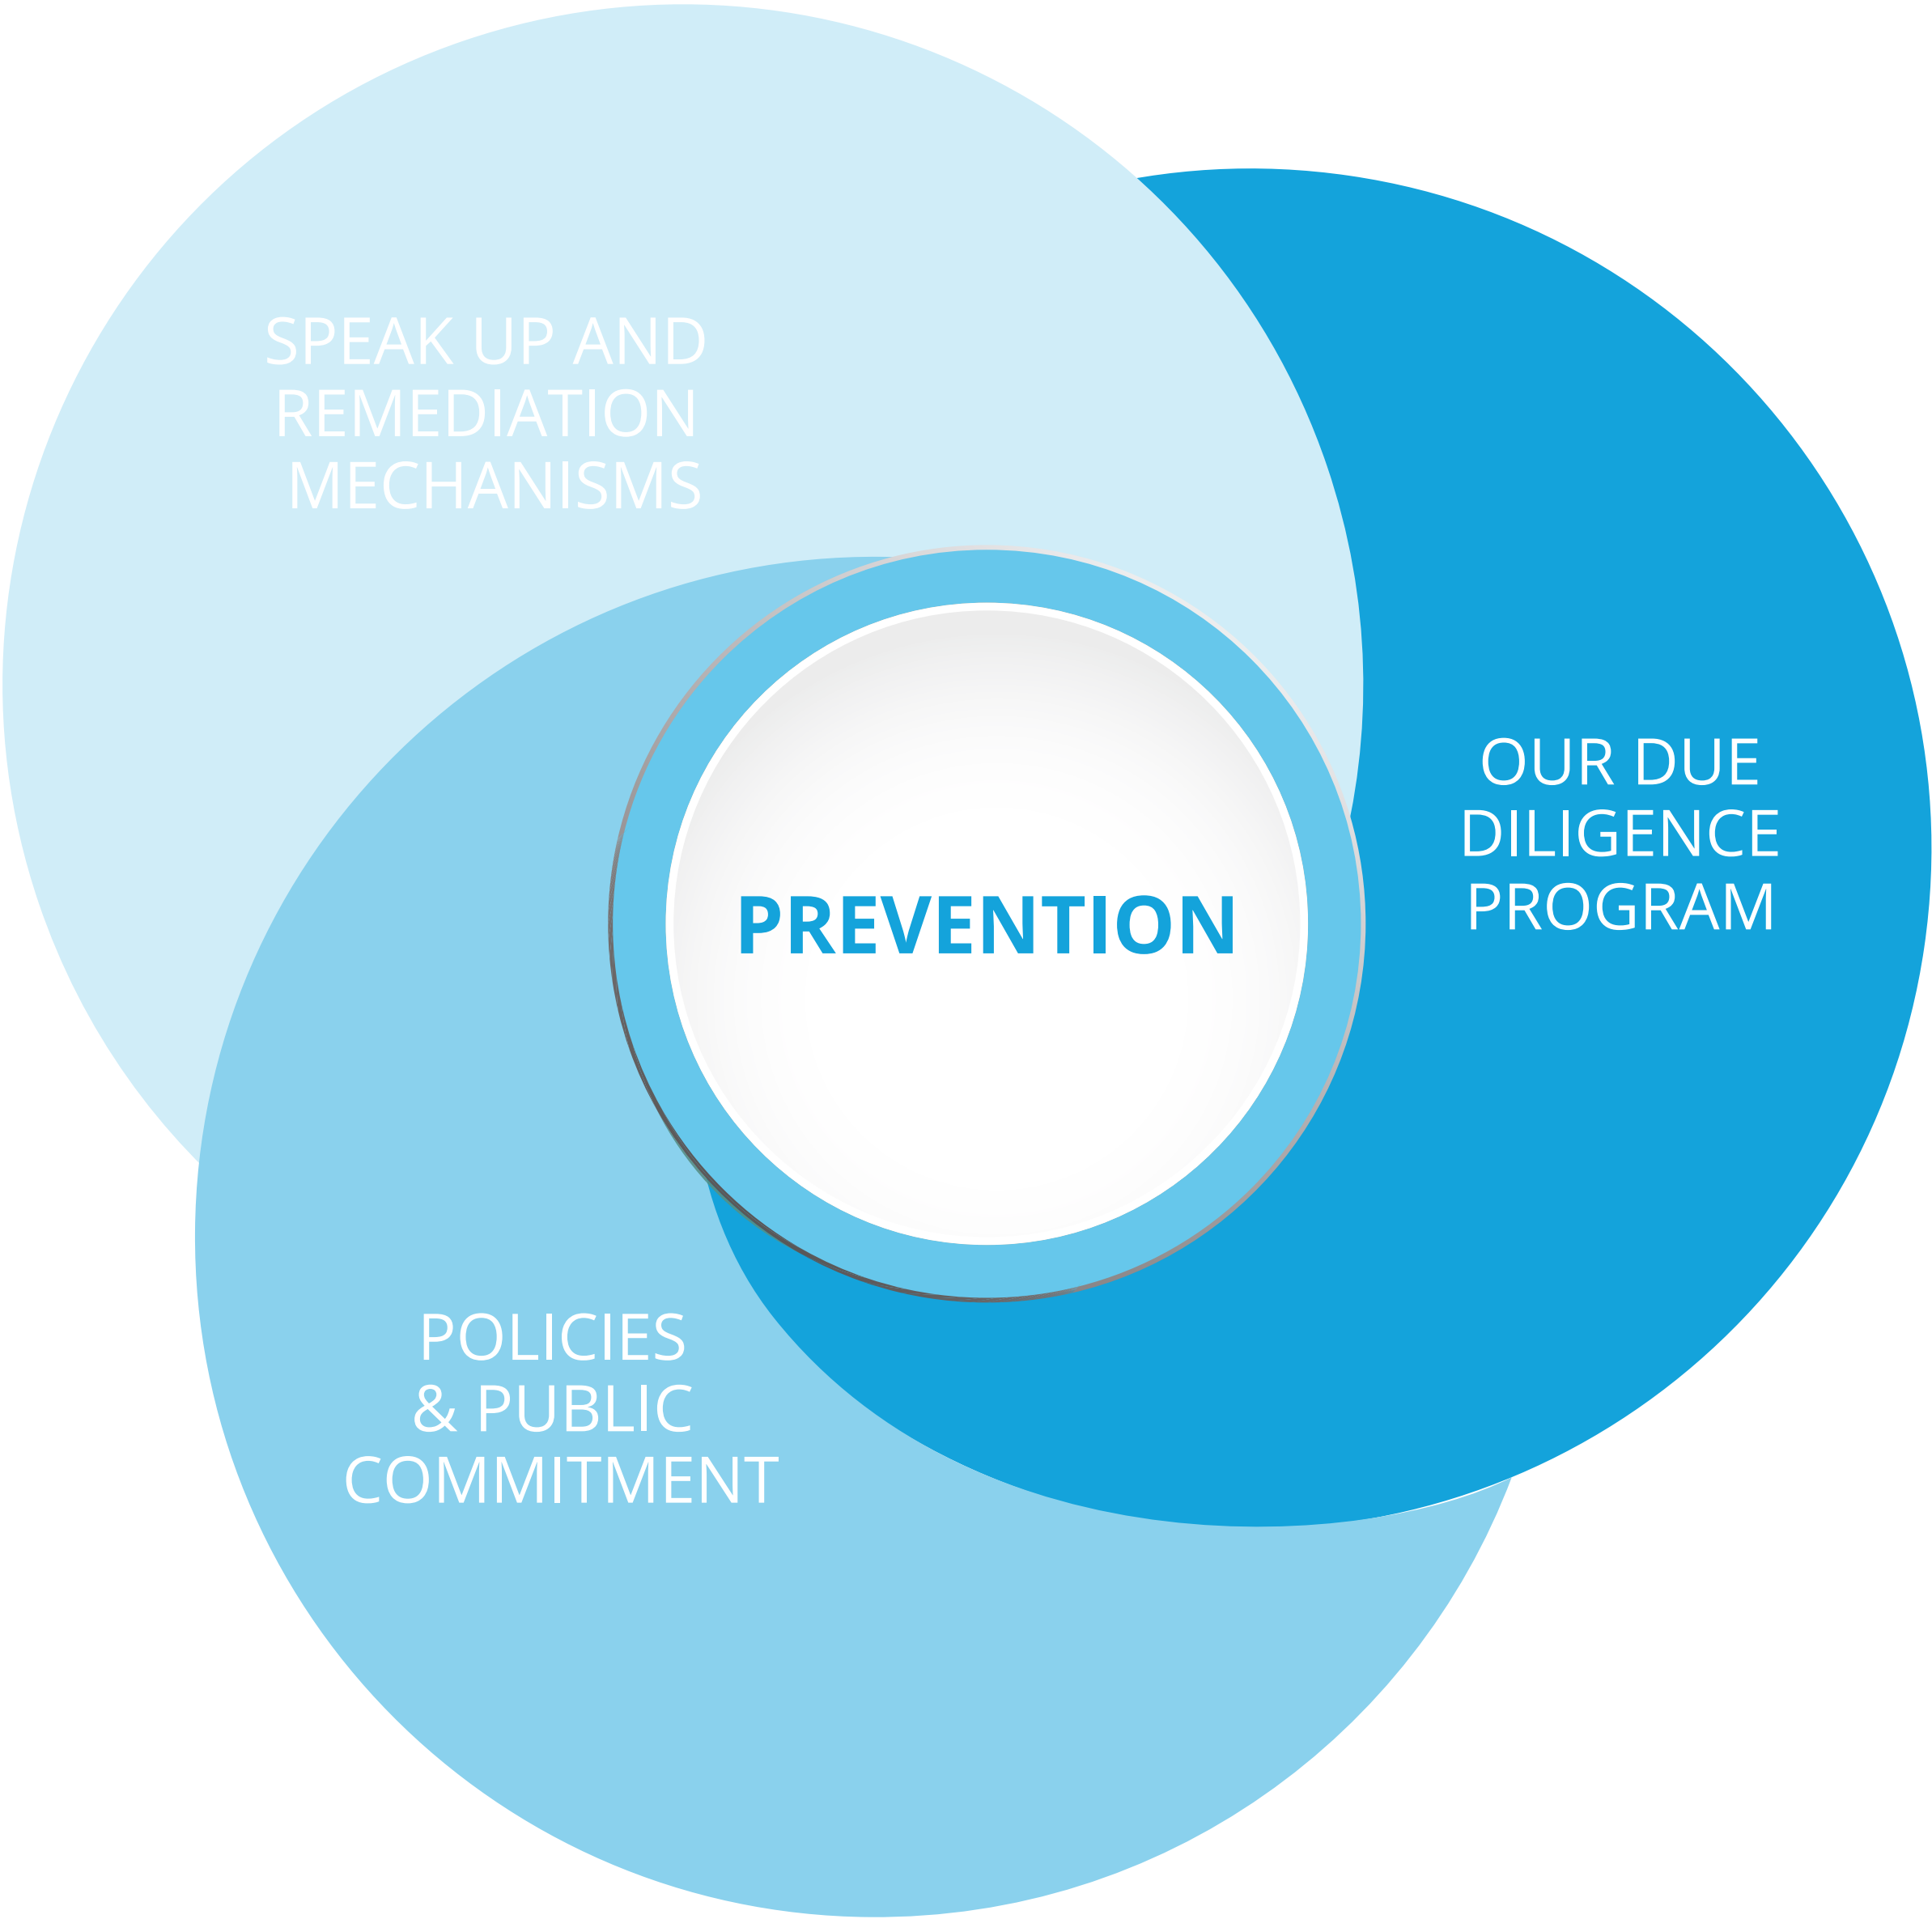 SPEAK UP AND
REMEDIATION
MECHANISMS
OUR DUE
DILIGENCE
PROGRAM
PREVENTION
POLICIES
& PUBLIC
COMMITMENT